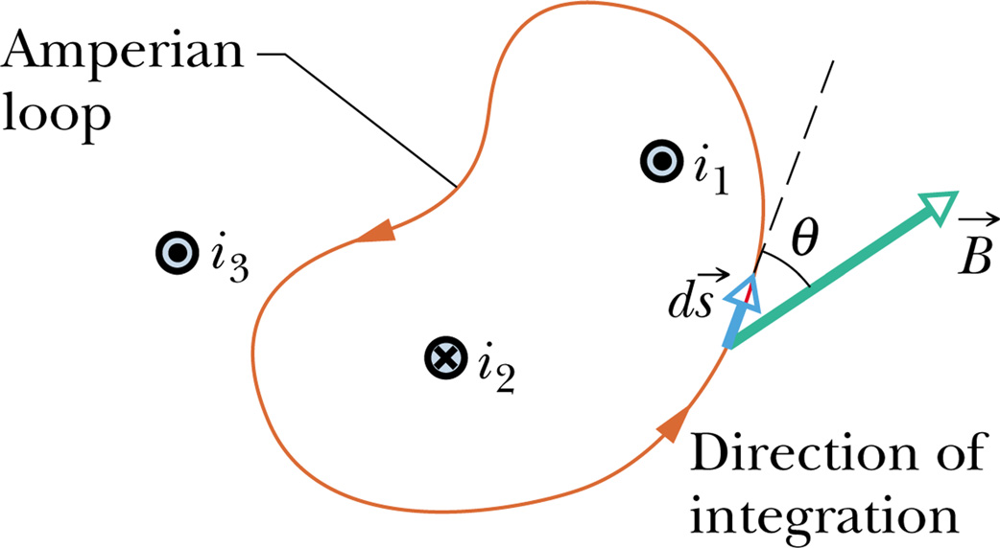 Amperian
loop
i₁
θ
B⃗
i₃
ds⃗
i₂
Direction of
integration